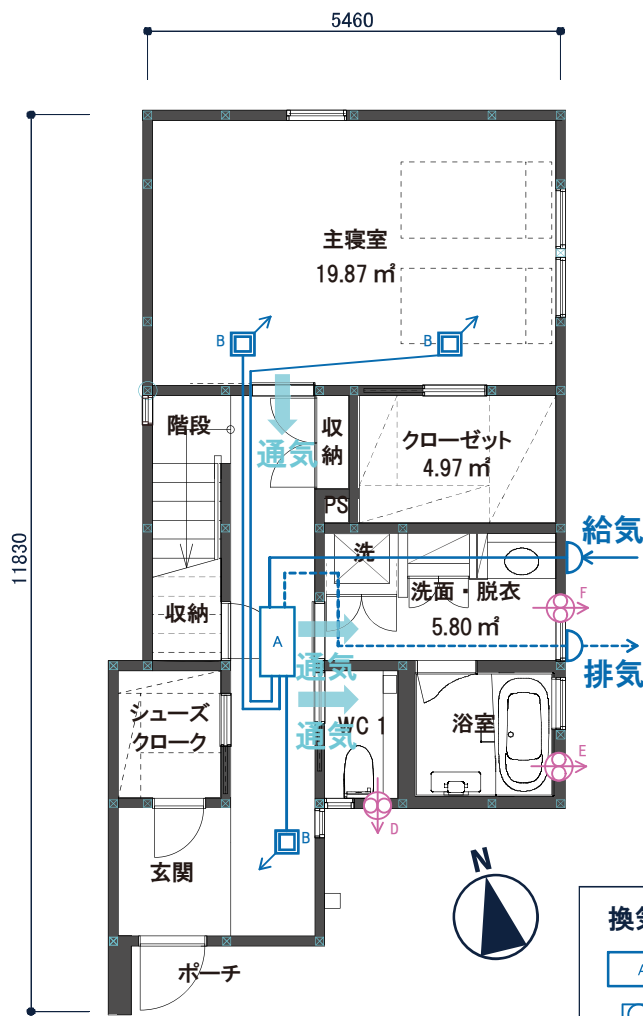 5460
11830
主寝室
19.87 ㎡
B
B
階段
通気
収納
クローゼット
4.97 ㎡
PS
給気
洗
洗面・脱衣
5.80 ㎡
F
収納
A
通気
排気
シューズ
クローク
通気
WC 1
浴室
E
D
B
玄関
N
ポーチ
換気
A